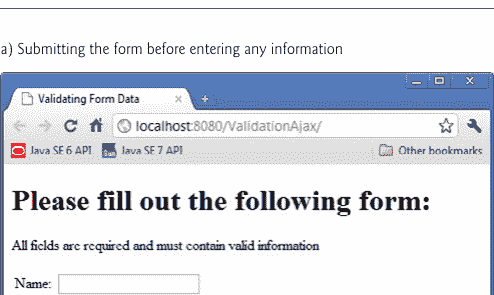 a) Submitting the form before entering any information
Validating Form Data
localhost:8080/ValidationAjax/
Java SE 6 API Java SE 7 API Other bookmarks
Please fill out the following form:
All fields are required and must contain valid information
Name: